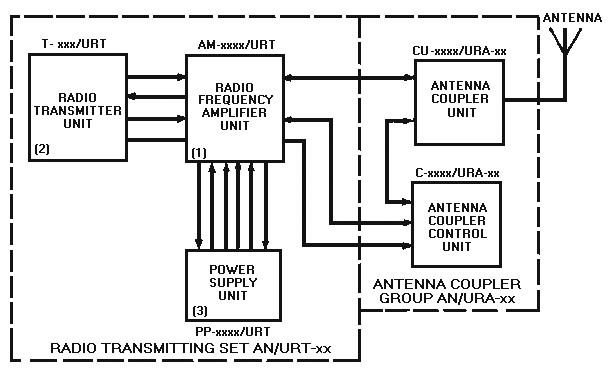 ANTENNA
T- xxx/URT
AM-xxxx/URT
CU-xxxx/URA-xx
RADIO
TRANSMITTER
UNIT
(2)
RADIO
FREQUENCY
AMPLIFIER
UNIT
(1)
ANTENNA
COUPLER
UNIT
C-xxxx/URA-xx
ANTENNA
COUPLER
CONTROL
UNIT
POWER
SUPPLY
UNIT
(3)
PP-xxxx/URT
RADIO TRANSMITTING SET AN/URT-xx
ANTENNA COUPLER
GROUP AN/URA-xx